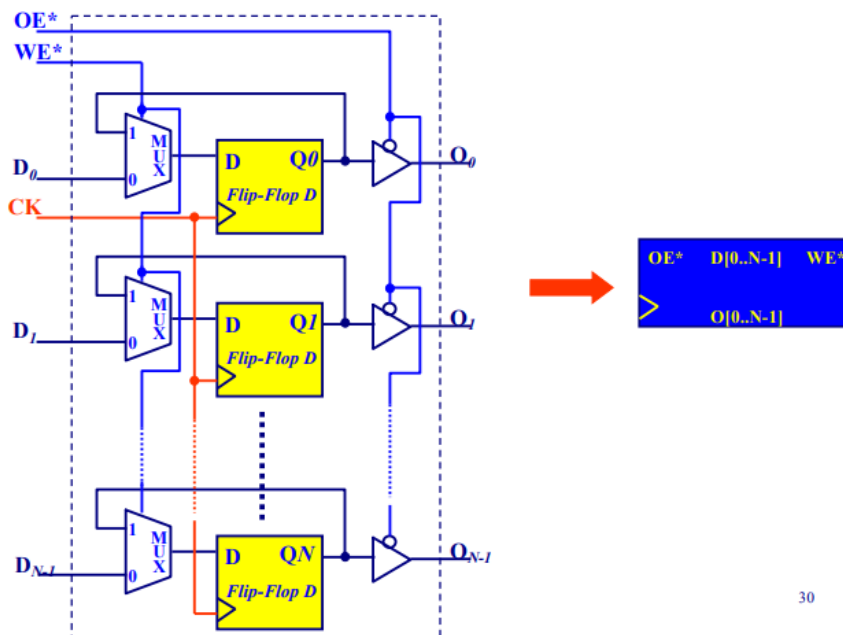 OE*
WE*
1
MUX
D0
0
D
Q0
O0
Flip-Flop D
CK
OE* D[0..N-1] WE*
O[0..N-1]
1
MUX
D1
0
D
Q1
O1
Flip-Flop D
1
MUX
DN-1
0
D
QN
ON-1
Flip-Flop D
30